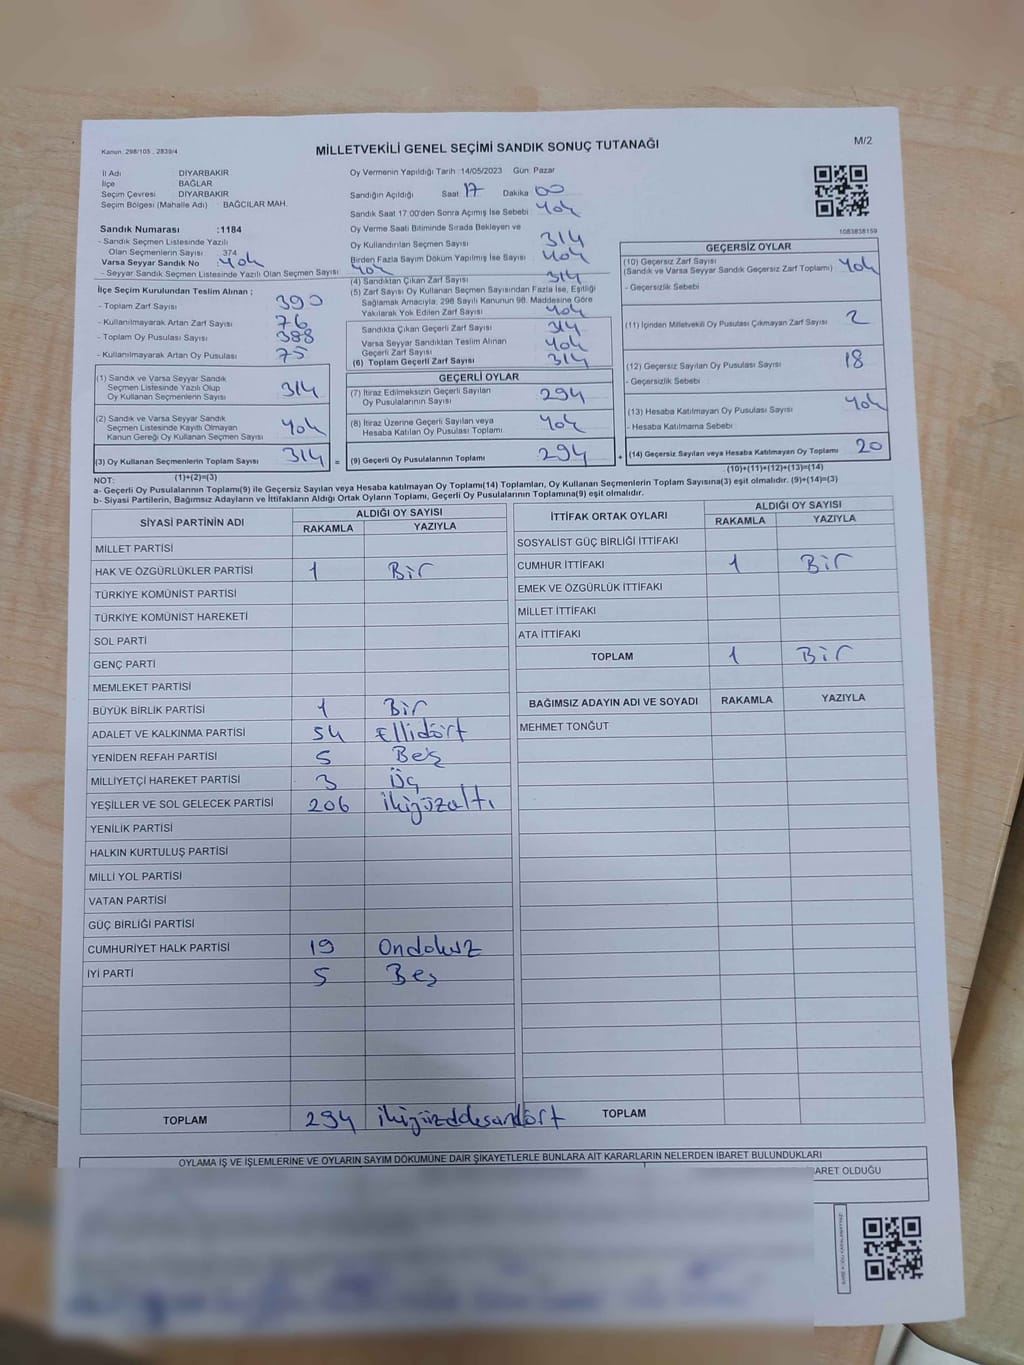 Kanun: 298/105 , 2839/4
MİLLETVEKİLİ GENEL SEÇİMİ SANDIK SONUÇ TUTANAĞI
M/2
İl Adı DİYARBAKIR
İlçe BAĞLAR
Seçim Çevresi DİYARBAKIR
Seçim Bölgesi (Mahalle Adı) : BAĞCILAR MAH.
Sandık Numarası :1184
- Sandık Seçmen Listesinde Yazılı
Olan Seçmenlerin Sayısı : 374
Varsa Seyyar Sandık No : Yok
- Seyyar Sandık Seçmen Listesinde Yazılı Olan Seçmen Sayısı : Yok
Oy Vermenin Yapıldığı Tarih :14/05/2023 Gün: Pazar
Sandığın Açıldığı Saat: 17 Dakika: 00
Sandık Saat 17.00'den Sonra Açımış İse Sebebi : Yok
Oy Verme Saati Bitiminde Sırada Bekleyen ve
Oy Kullandırılan Seçmen Sayısı : 314
Birden Fazla Sayım Döküm Yapılmış İse Sayısı : Yok
1083838159
İlçe Seçim Kurulundan Teslim Alınan ;
- Toplam Zarf Sayısı : 390
- Kullanılmayarak Artan Zarf Sayısı : 76
- Toplam Oy Pusulası Sayısı : 388
- Kullanılmayarak Artan Oy Pusulası : 75
(1) Sandık ve Varsa Seyyar Sandık
Seçmen Listesinde Yazılı Olup
Oy Kullanan Seçmenlerin Sayısı : 314
(2) Sandık ve Varsa Seyyar Sandık
Seçmen Listesinde Kayıtlı Olmayan
Kanun Gereği Oy Kullanan Seçmen Sayısı : Yok
(3) Oy Kullanan Seçmenlerin Toplam Sayısı : 314
(1)+(2)=(3)
(4) Sandıktan Çıkan Zarf Sayısı : 314
(5) Zarf Sayısı Oy Kullanan Seçmen Sayısından Fazla İse, Eşitliği
Sağlamak Amacıyla, 298 Sayılı Kanunun 98. Maddesine Göre
Yakılarak Yok Edilen Zarf Sayısı : Yok
Sandıkta Çıkan Geçerli Zarf Sayısı : 314
Varsa Seyyar Sandıktan Teslim Alınan
Geçerli Zarf Sayısı : Yok
(6) Toplam Geçerli Zarf Sayısı : 314
GEÇERLİ OYLAR
(7) İtiraz Edilmeksizin Geçerli Sayılan
Oy Pusulalarının Sayısı : 294
(8) İtiraz Üzerine Geçerli Sayılan veya
Hesaba Katılan Oy Pusulası Toplamı : Yok
= (9) Geçerli Oy Pusulalarının Toplamı : 294 +
GEÇERSİZ OYLAR
(10) Geçersiz Zarf Sayısı
(Sandık ve Varsa Seyyar Sandık Geçersiz Zarf Toplamı) : Yok
- Geçersizlik Sebebi
(11) İçinden Milletvekili Oy Pusulası Çıkmayan Zarf Sayısı : 2
(12) Geçersiz Sayılan Oy Pusulası Sayısı : 18
- Geçersizlik Sebebi :
(13) Hesaba Katılmayan Oy Pusulası Sayısı : Yok
- Hesaba Katılmama Sebebi :
(14) Geçersiz Sayılan veya Hesaba Katılmayan Oy Toplamı : 20
(10)+(11)+(12)+(13)=(14)
NOT:
a- Geçerli Oy Pusulalarının Toplamı(9) ile Geçersiz Sayılan veya Hesaba katılmayan Oy Toplamı(14) Toplamları, Oy Kullanan Seçmenlerin Toplam Sayısına(3) eşit olmalıdır. (9)+(14)=(3)
b- Siyasi Partilerin, Bağımsız Adayların ve İttifakların Aldığı Ortak Oyların Toplamı, Geçerli Oy Pusulalarının Toplamına(9) eşit olmalıdır.
SİYASİ PARTİNİN ADI ALDIĞI OY SAYISI
RAKAMLA YAZIYLA
MİLLET PARTİSİ
HAK VE ÖZGÜRLÜKLER PARTİSİ 1 Bir
TÜRKİYE KOMÜNİST PARTİSİ
TÜRKİYE KOMÜNİST HAREKETİ
SOL PARTİ
GENÇ PARTİ
MEMLEKET PARTİSİ
BÜYÜK BİRLİK PARTİSİ 1 Bir
ADALET VE KALKINMA PARTİSİ 54 Ellidört
YENİDEN REFAH PARTİSİ 5 Beş
MİLLİYETÇİ HAREKET PARTİSİ 3 Üç
YEŞİLLER VE SOL GELECEK PARTİSİ 206 ikiyüzaltı
YENİLİK PARTİSİ
HALKIN KURTULUŞ PARTİSİ
MİLLİ YOL PARTİSİ
VATAN PARTİSİ
GÜÇ BİRLİĞİ PARTİSİ
CUMHURİYET HALK PARTİSİ 19 Ondokuz
İYİ PARTİ 5 Beş
TOPLAM 294 ikiyüzdoksandört
İTTİFAK ORTAK OYLARI ALDIĞI OY SAYISI
RAKAMLA YAZIYLA
SOSYALİST GÜÇ BİRLİĞİ İTTİFAKI
CUMHUR İTTİFAKI 1 Bir
EMEK VE ÖZGÜRLÜK İTTİFAKI
MİLLET İTTİFAKI
ATA İTTİFAKI
TOPLAM 1 Bir
BAĞIMSIZ ADAYIN ADI VE SOYADI RAKAMLA YAZIYLA
MEHMET TONĞUT
TOPLAM
OYLAMA İŞ VE İŞLEMLERİNE VE OYLARIN SAYIM DÖKÜMÜNE DAİR ŞİKAYETLERLE BUNLARA AİT KARARLARIN NELERDEN İBARET BULUNDUKLARI
BARET OLDUĞU